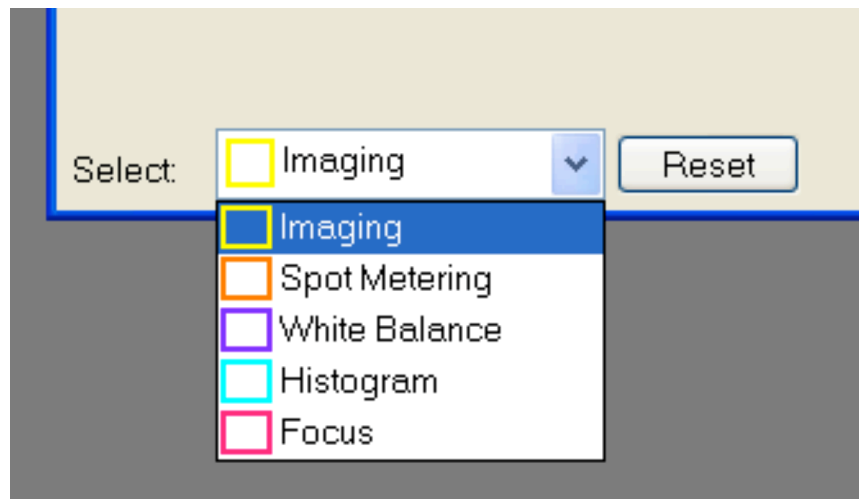 Select: Imaging Reset
Imaging
Spot Metering
White Balance
Histogram
Focus